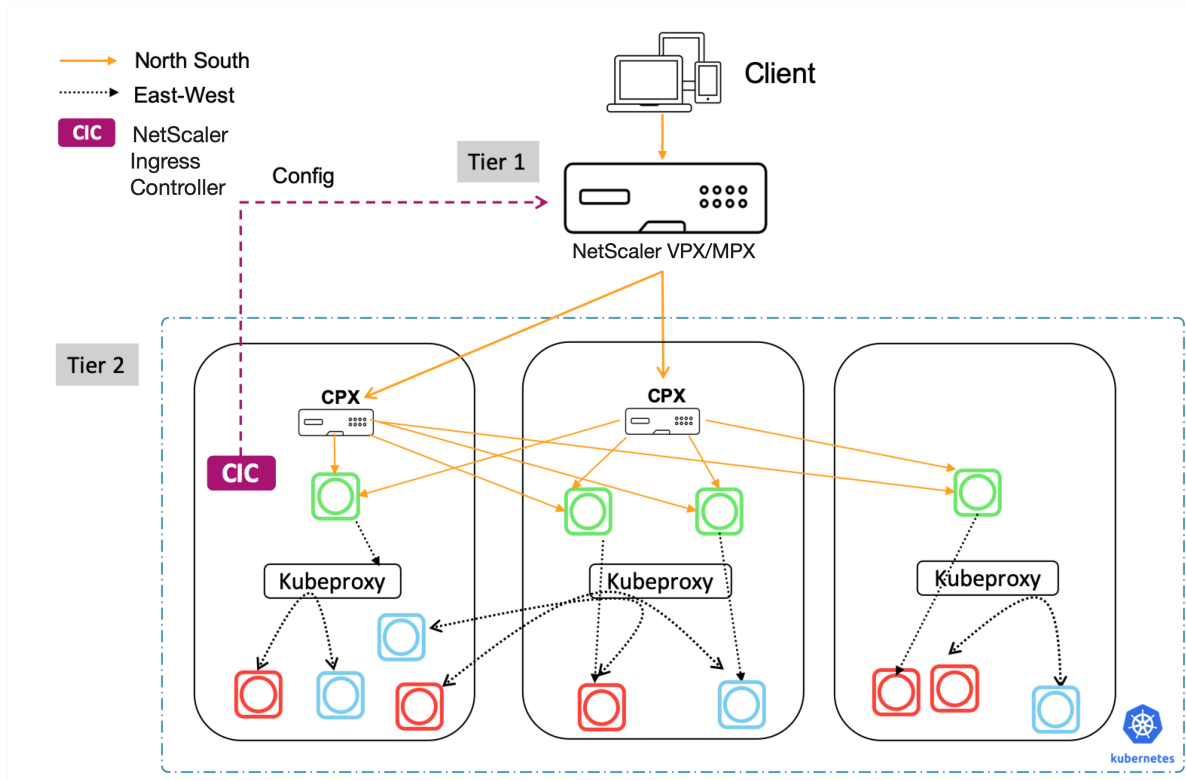 North South
East-West
CIC
NetScaler
Ingress
Controller
Client
Tier 1
Config
NetScaler VPX/MPX
Tier 2
CPX
CPX
CIC
Kubeproxy
Kubeproxy
Kubeproxy
kubernetes